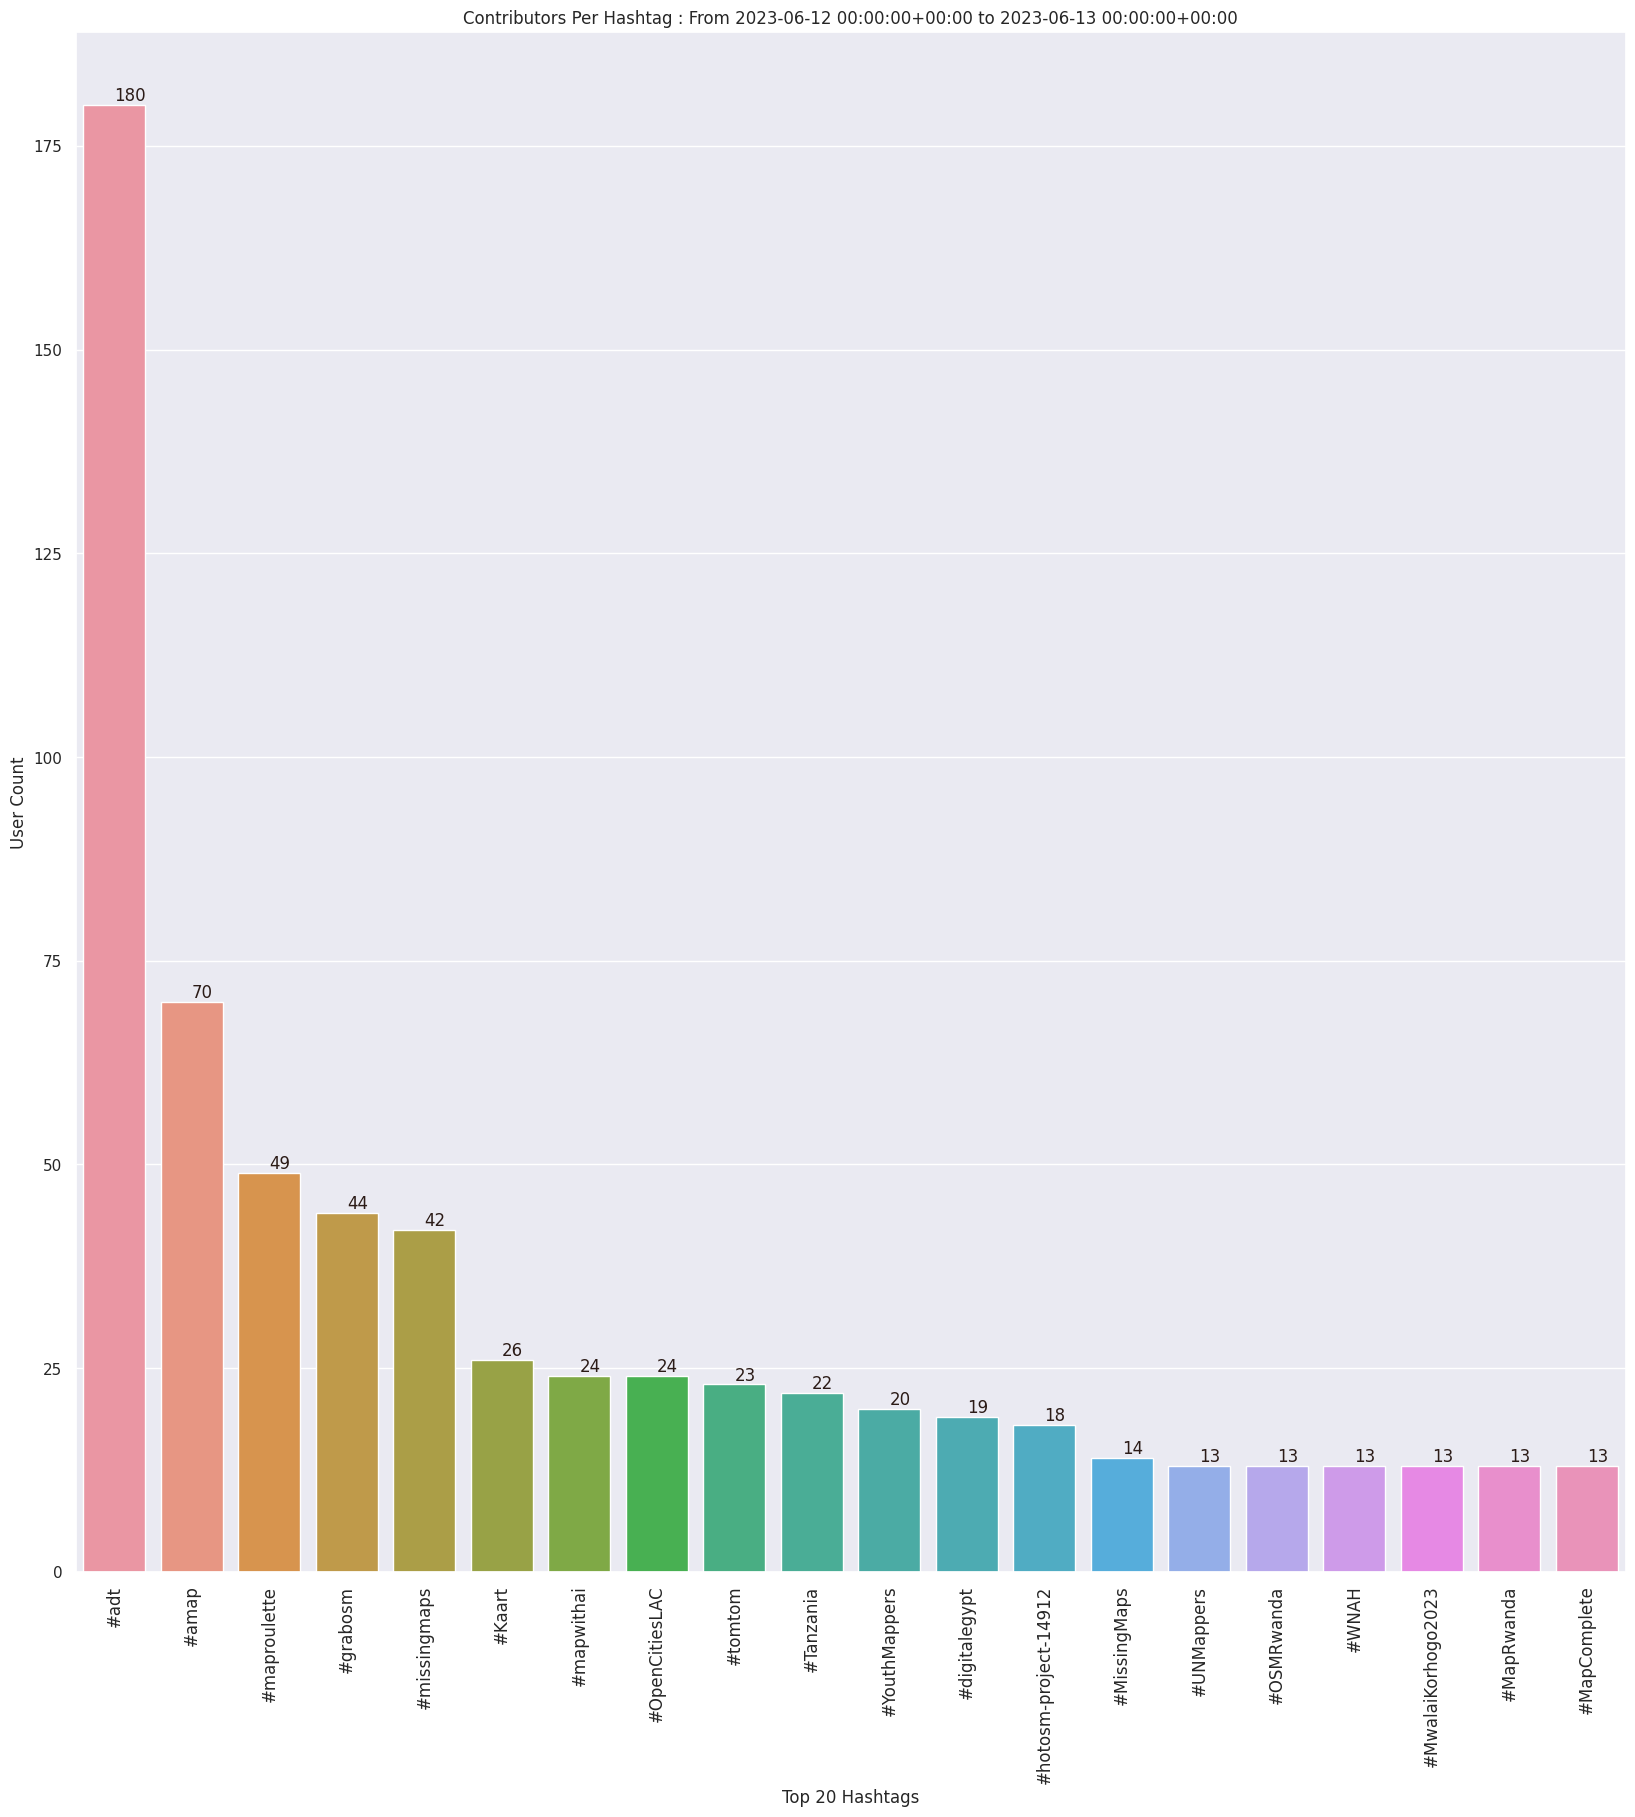 Contributors Per Hashtag : From 2023-06-12 00:00:00+00:00 to 2023-06-13 00:00:00+00:00
180
175
150
125
100
75
70
50
49
44
42
26
25
24
24
23
22
20
19
18
14
13
13
13
13
13
13
0
User Count
#adt
#amap
#maproulette
#grabosm
#missingmaps
#Kaart
#mapwithai
#OpenCitiesLAC
#tomtom
#Tanzania
#YouthMappers
#digitalegypt
#hotosm-project-14912
#MissingMaps
#UNMappers
#OSMRwanda
#WNAH
#MwalaiKorhogo2023
#MapRwanda
#MapComplete
Top 20 Hashtags